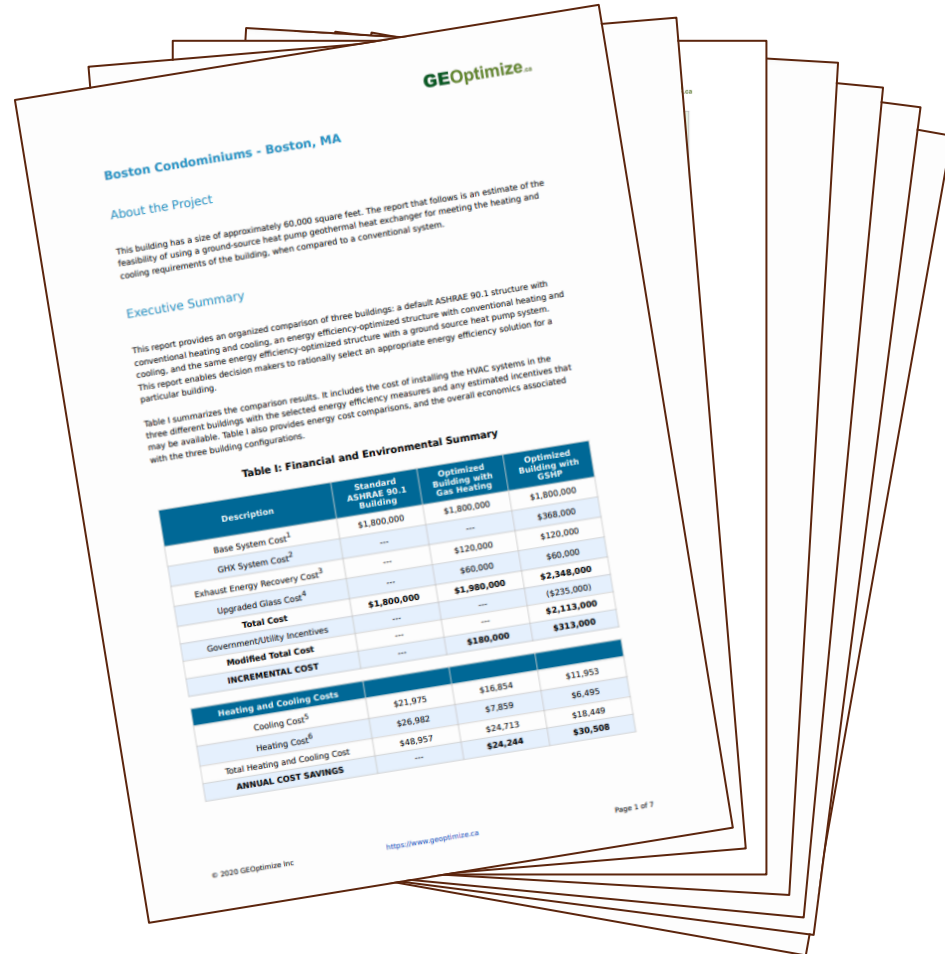 GEOptimize.ca
.ca
Boston Condominiums - Boston, MA
About the Project
This building has a size of approximately 60,000 square feet. The report that follows is an estimate of the
feasibility of using a ground-source heat pump geothermal heat exchanger for meeting the heating and
cooling requirements of the building, when compared to a conventional system.
Executive Summary
This report provides an organized comparison of three buildings: a default ASHRAE 90.1 structure with
conventional heating and cooling, an energy efficiency-optimized structure with conventional heating and
cooling, and the same energy efficiency-optimized structure with a ground source heat pump system.
This report enables decision makers to rationally select an appropriate energy efficiency solution for a
particular building.
Table I summarizes the comparison results. It includes the cost of installing the HVAC systems in the
three different buildings with the selected energy efficiency measures and any estimated incentives that
may be available. Table I also provides energy cost comparisons, and the overall economics associated
with the three building configurations.
Table I: Financial and Environmental Summary
Description Standard ASHRAE 90.1 Building Optimized Building with Gas Heating Optimized Building with GSHP
Base System Cost1 $1,800,000 $1,800,000 $1,800,000
GHX System Cost2 --- --- $368,000
Exhaust Energy Recovery Cost3 --- $120,000 $120,000
Upgraded Glass Cost4 --- $60,000 $60,000
Total Cost $1,800,000 $1,980,000 $2,348,000
Government/Utility Incentives --- --- ($235,000)
Modified Total Cost --- --- $2,113,000
INCREMENTAL COST --- $180,000 $313,000
Heating and Cooling Costs
Cooling Cost5 $21,975 $16,854 $11,953
Heating Cost6 $26,982 $7,859 $6,495
Total Heating and Cooling Cost $48,957 $24,713 $18,449
ANNUAL COST SAVINGS --- $24,244 $30,508
© 2020 GEOptimize Inc https://www.geoptimize.ca Page 1 of 7